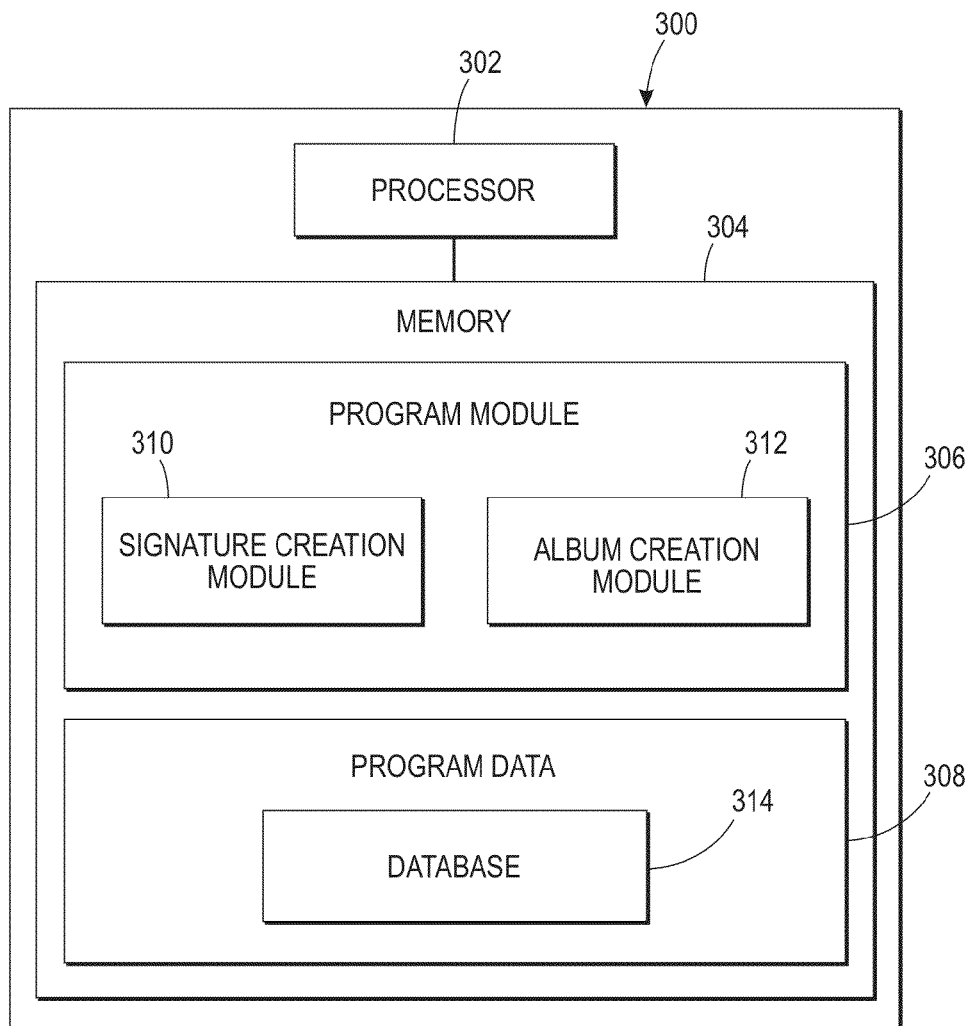 300
302
PROCESSOR
304
MEMORY
PROGRAM MODULE
310
312
306
SIGNATURE CREATION
MODULE
ALBUM CREATION
MODULE
PROGRAM DATA
308
314
DATABASE